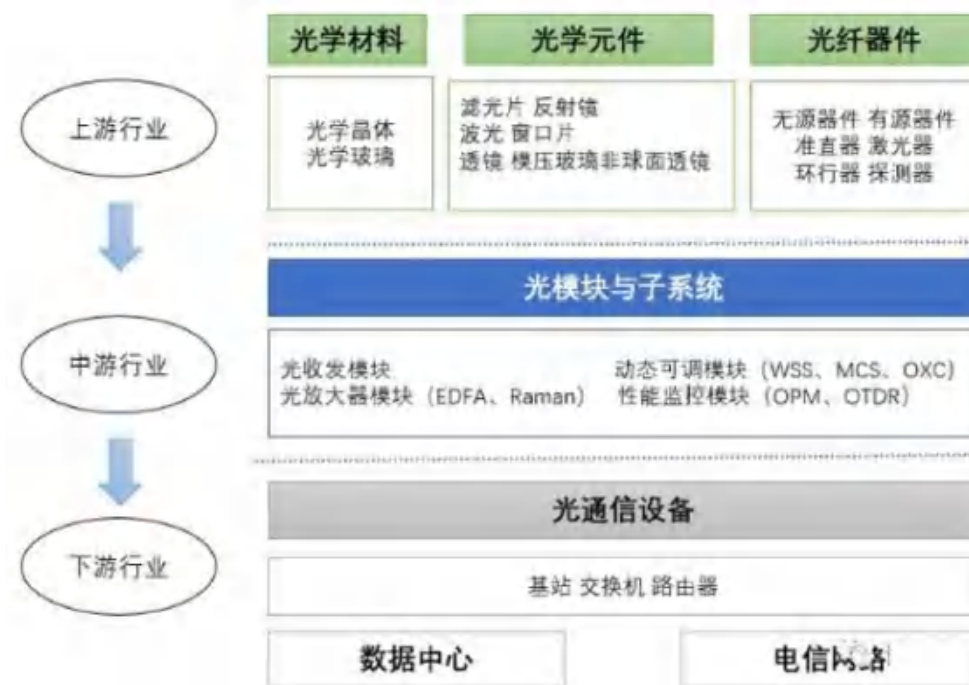 光学材料 光学元件 光纤器件
上游行业
光学晶体
光学玻璃
滤光片 反射镜
波光 窗口片
透镜 模压玻璃非球面透镜
无源器件 有源器件
准直器 激光器
环行器 探测器
光模块与子系统
中游行业
光收发模块 动态可调模块（WSS、MCS、OXC）
光放大器模块（EDFA、Raman） 性能监控模块（OPM、OTDR）
光通信设备
下游行业
基站 交换机 路由器
数据中心 电信网络